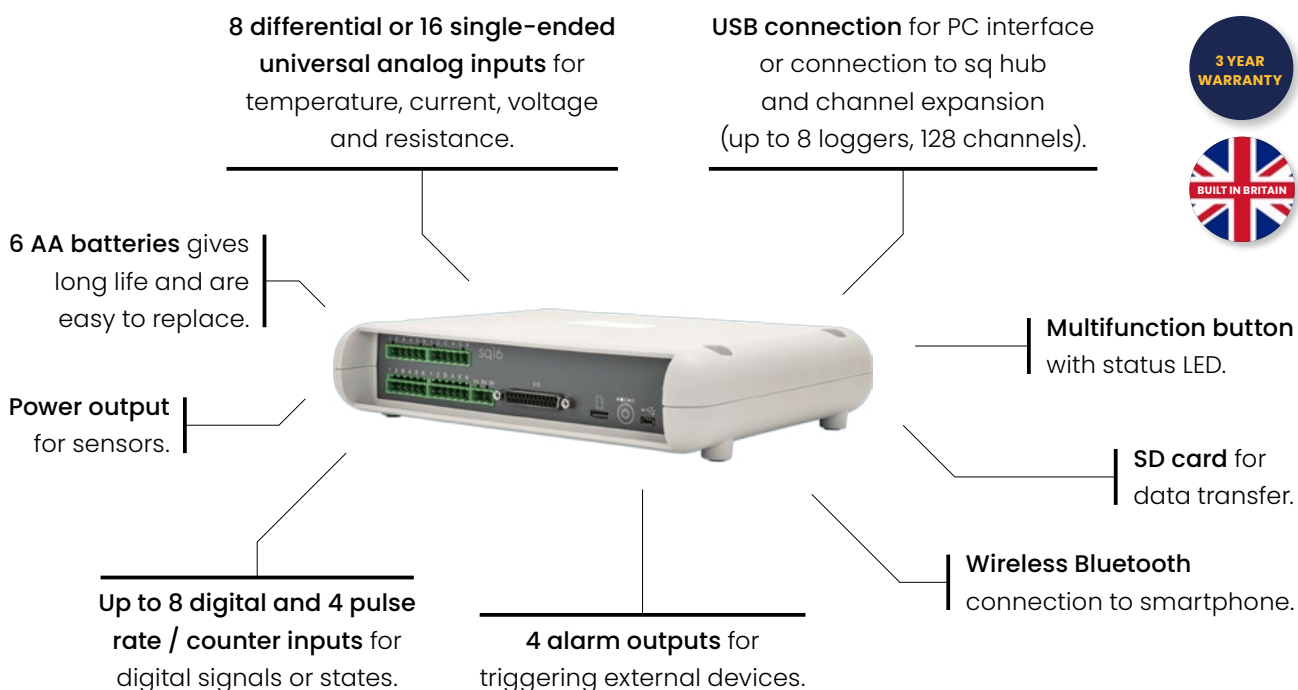 8 differential or 16 single-ended
universal analog inputs for
temperature, current, voltage
and resistance.
USB connection for PC interface
or connection to sq hub
and channel expansion
(up to 8 loggers, 128 channels).
3 YEAR
WARRANTY
BUILT IN BRITAIN
6 AA batteries gives
long life and are
easy to replace.
sq16
Multifunction button
with status LED.
Power output
for sensors.
SD card for
data transfer.
Wireless Bluetooth
connection to smartphone.
Up to 8 digital and 4 pulse
rate / counter inputs for
digital signals or states.
4 alarm outputs for
triggering external devices.